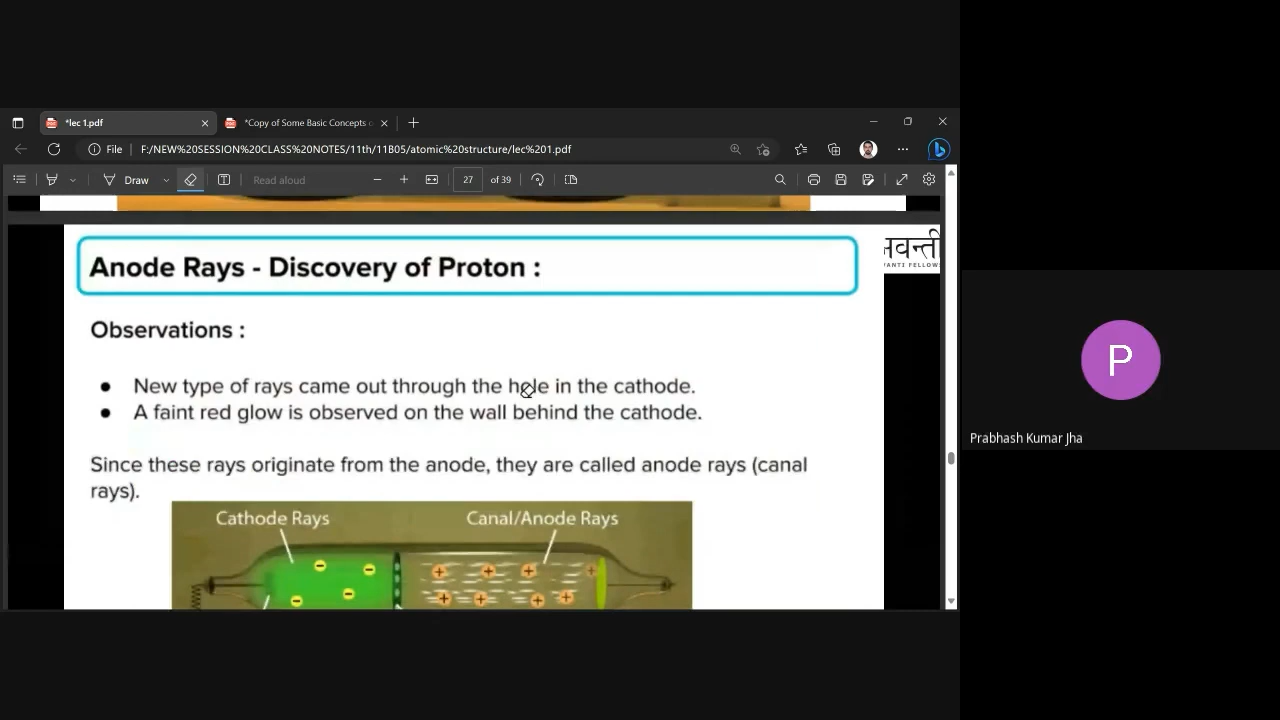 *lec 1.pdf
*Copy of Some Basic Concepts
File
F:/NEW%20SESSION%20CLASS%20NOTES/11th/11B05/atomic%20structure/lec%201.pdf
Draw
Read aloud
27
of 39
Anode Rays - Discovery of Proton :
Observations :
● New type of rays came out through the hole in the cathode.
● A faint red glow is observed on the wall behind the cathode.
Since these rays originate from the anode, they are called anode rays (canal
rays).
Cathode Rays
Canal/Anode Rays
P
Prabhash Kumar Jha